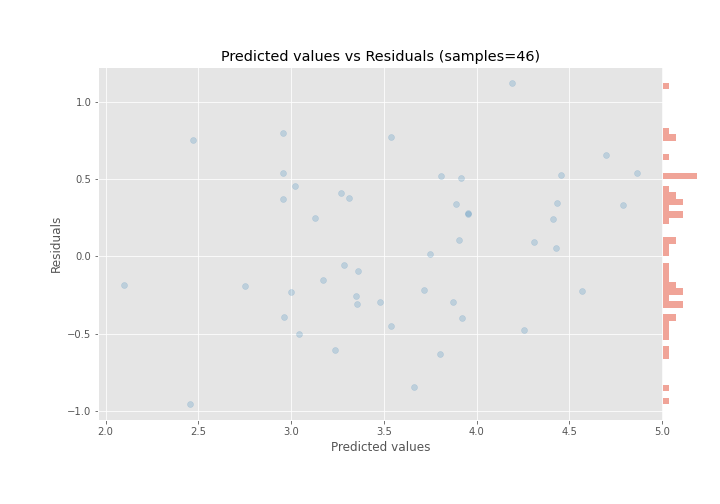 Predicted values vs Residuals (samples=46)
1.0
0.5
0.0
−0.5
−1.0
Residuals
2.0 2.5 3.0 3.5 4.0 4.5 5.0
Predicted values